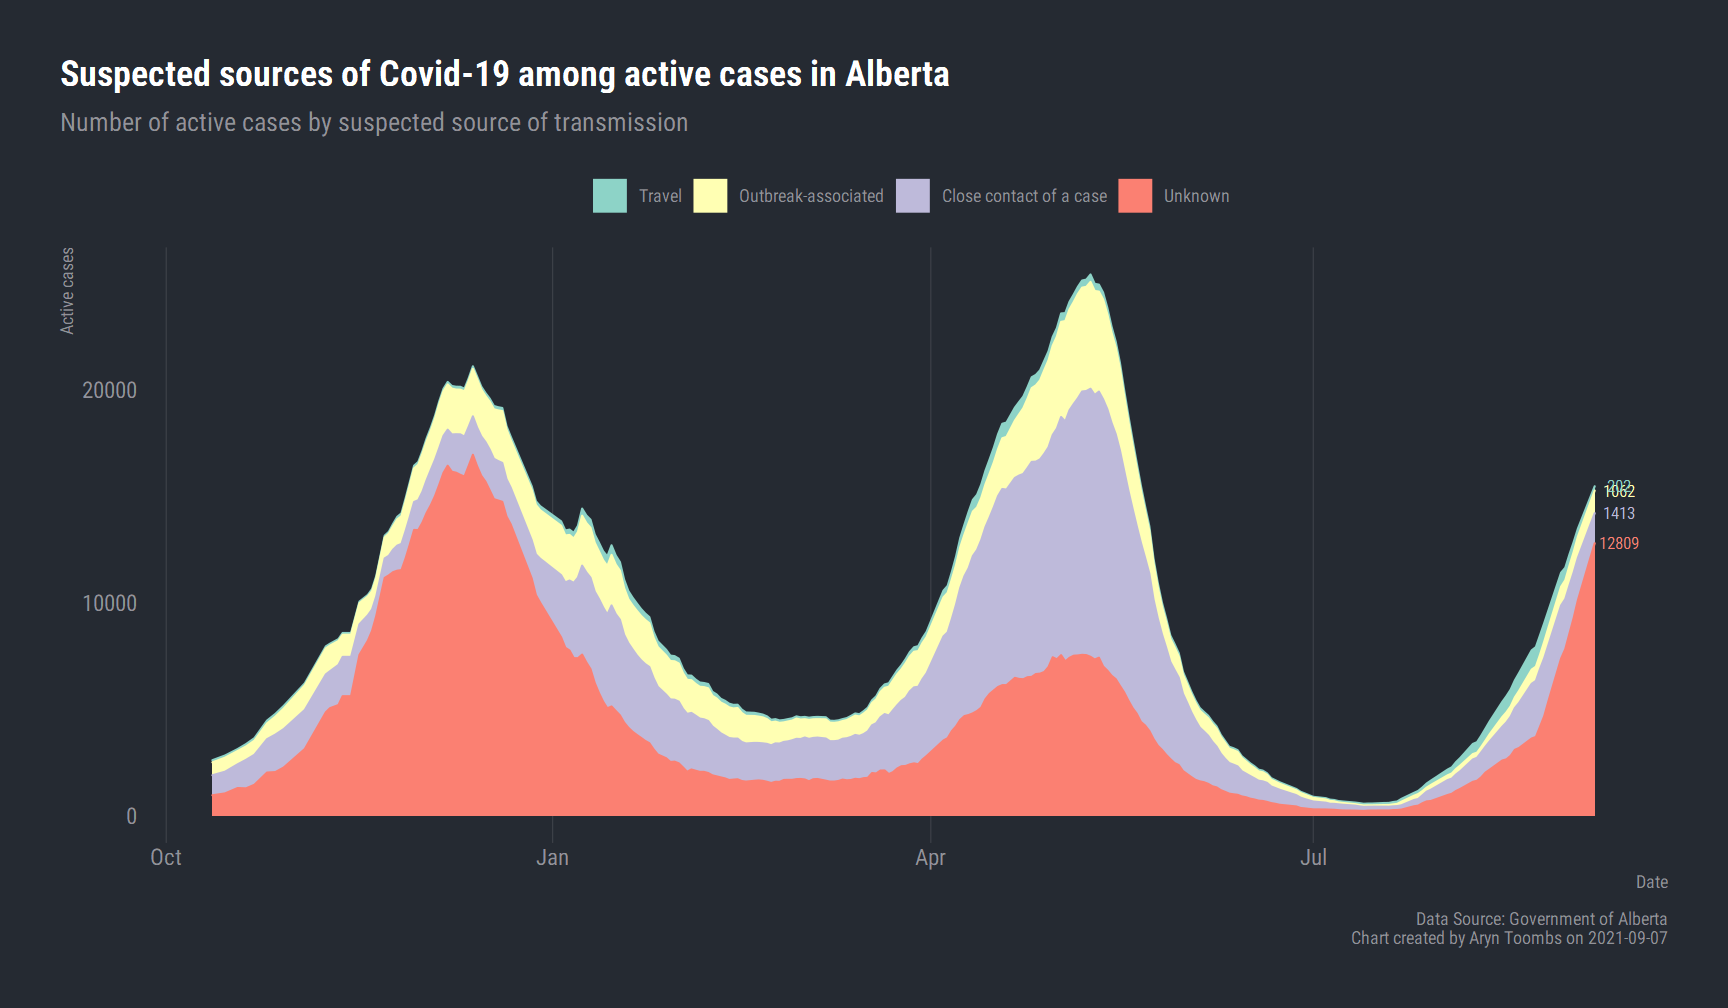 Suspected sources of Covid-19 among active cases in Alberta
Number of active cases by suspected source of transmission
Travel Outbreak-associated Close contact of a case Unknown
Active cases
20000
10000
0
1062
1413
12809
Oct Jan Apr Jul
Date
Data Source: Government of Alberta
Chart created by Aryn Toombs on 2021-09-07